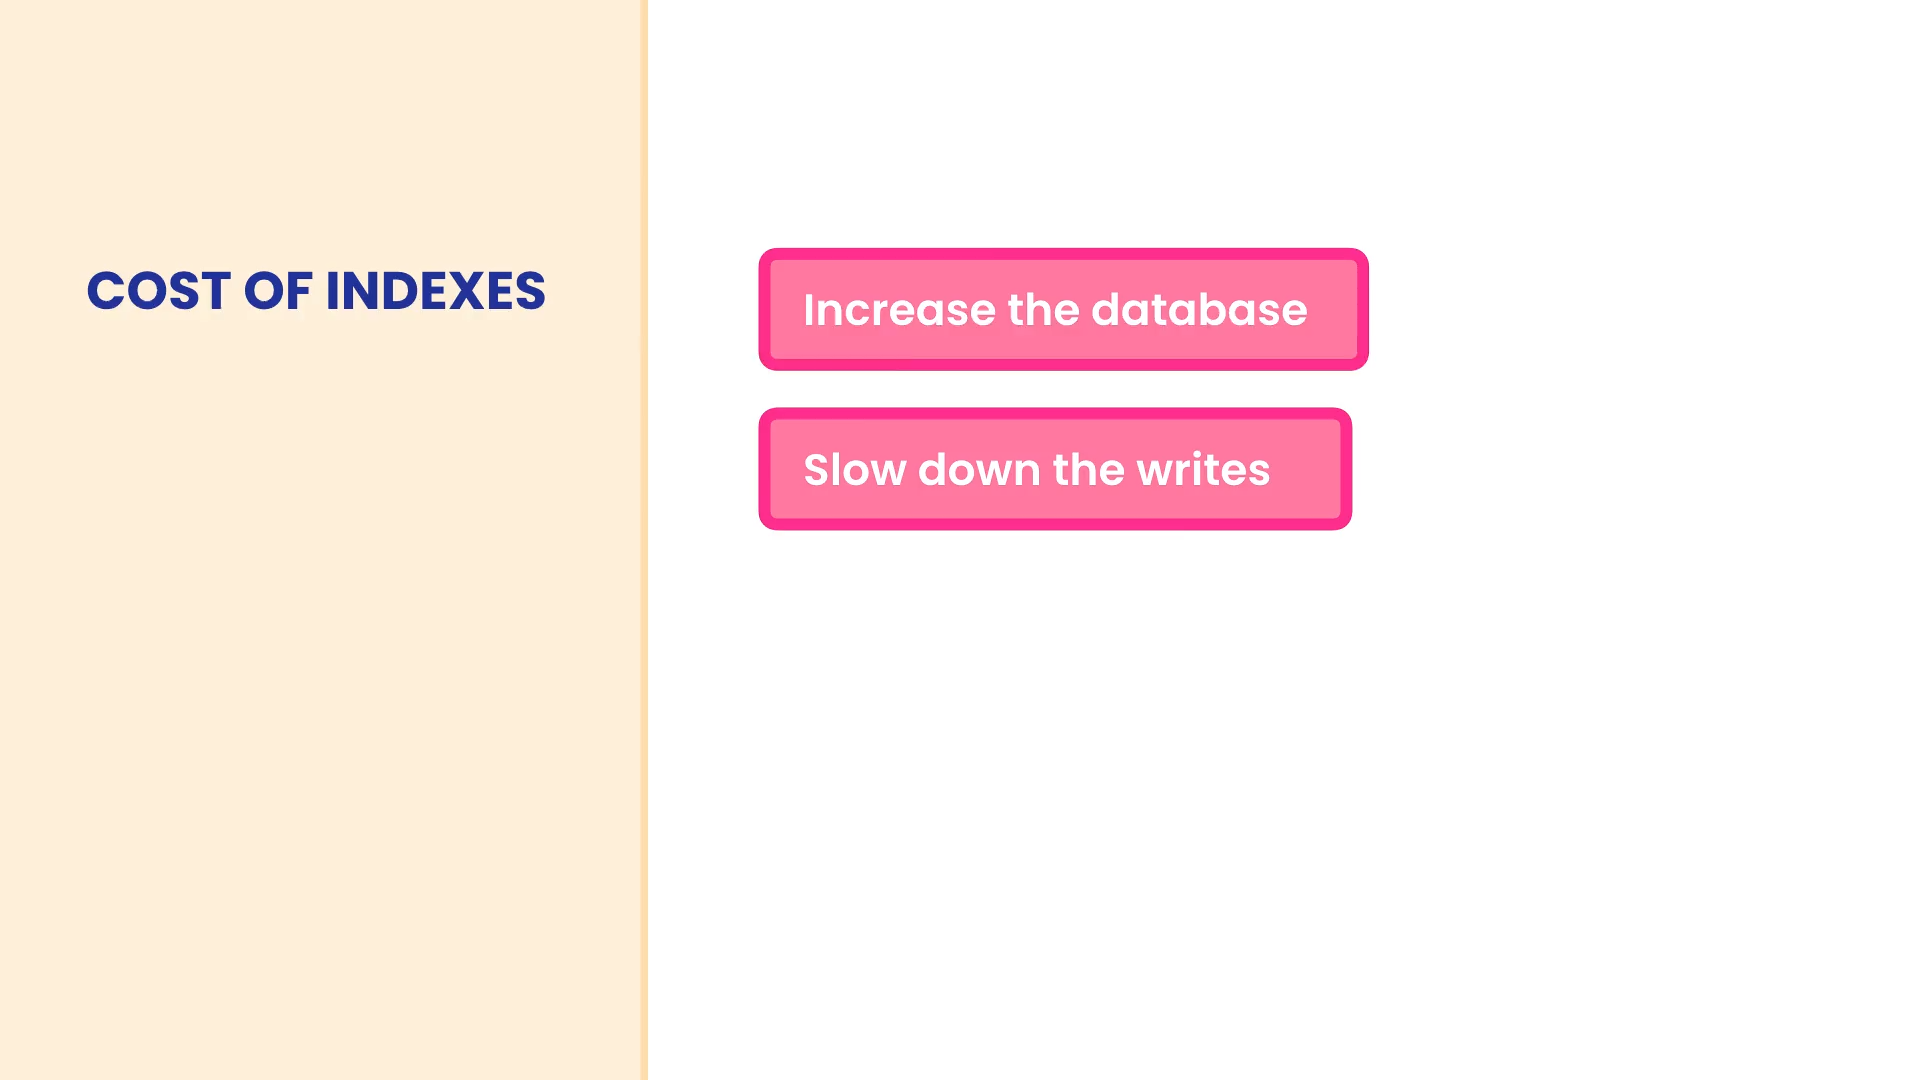 COST OF INDEXES
Increase the database
Slow down the writes